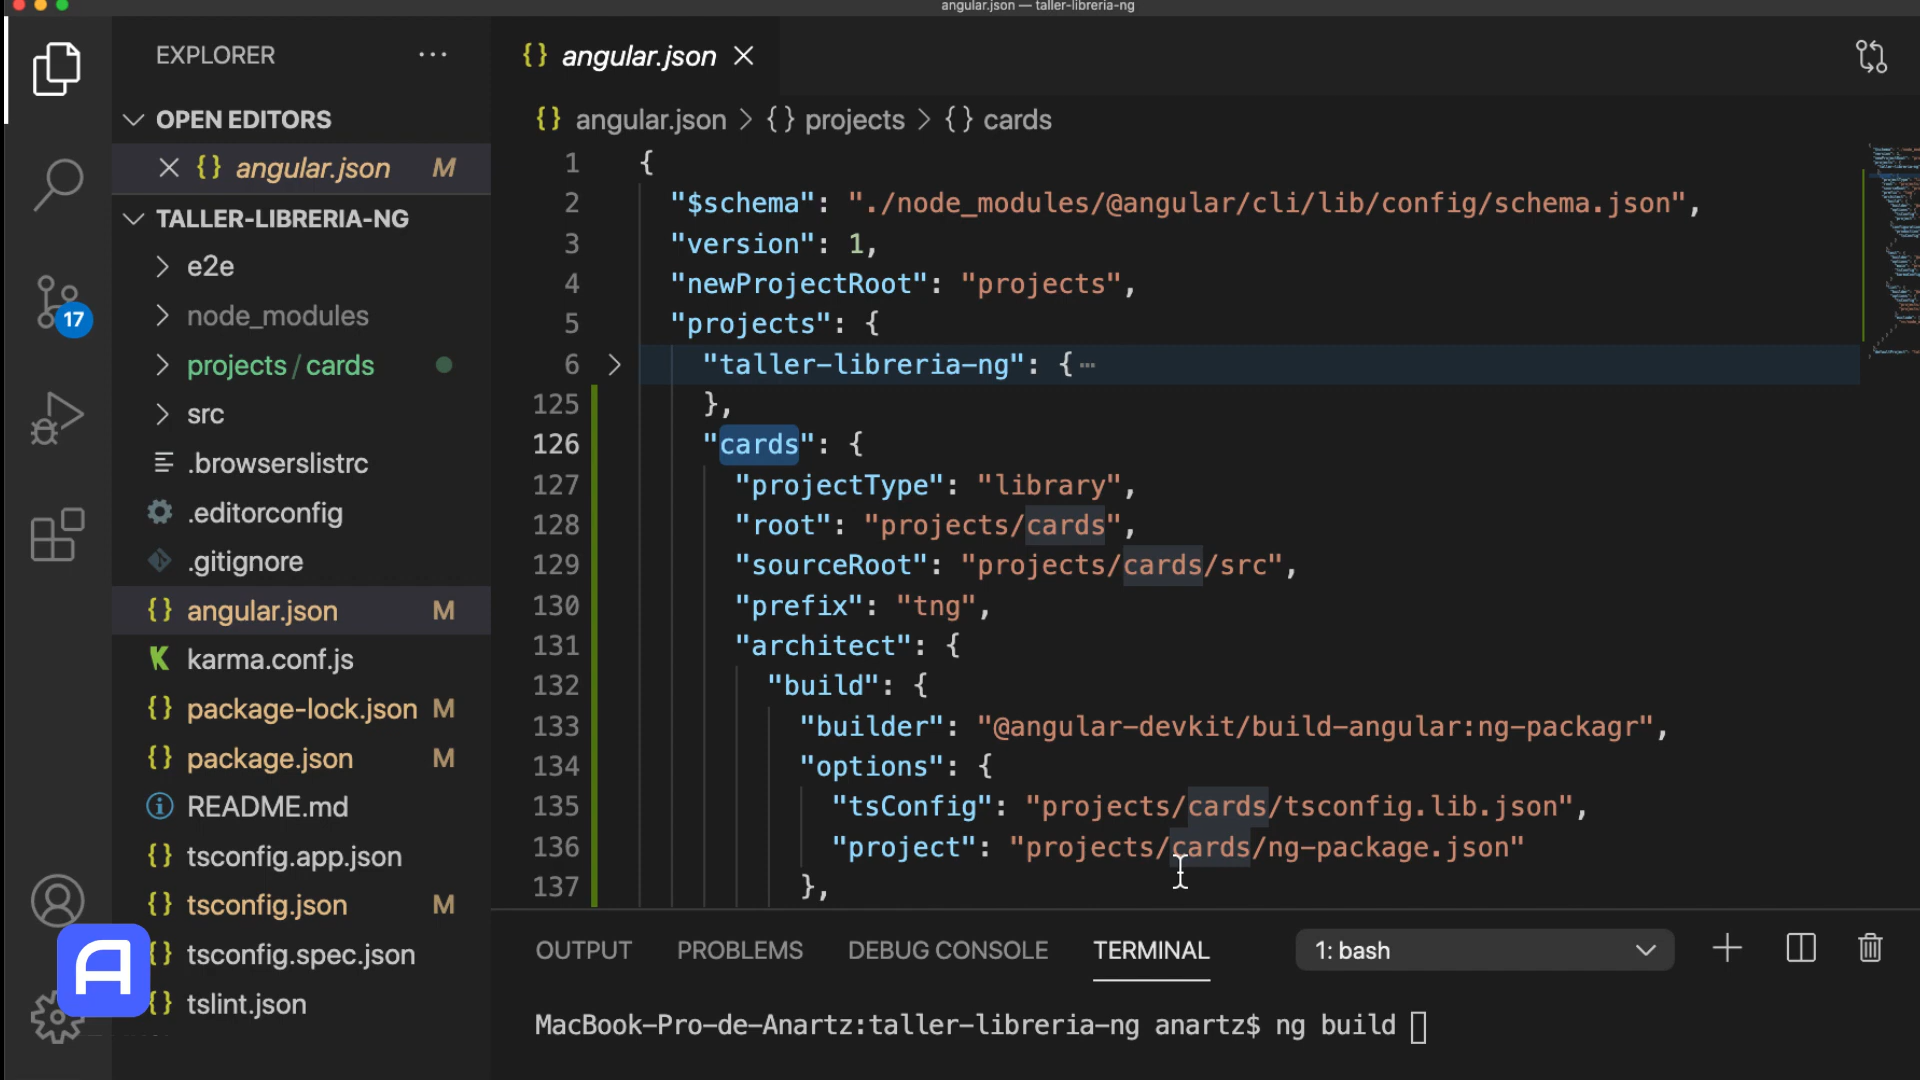 angular.json — taller-libreria-ng
EXPLORER
OPEN EDITORS
angular.json M
TALLER-LIBRERIA-NG
e2e
node_modules
projects / cards
src
.browserslistrc
.editorconfig
.gitignore
angular.json M
karma.conf.js
package-lock.json M
package.json M
README.md
tsconfig.app.json
tsconfig.json M
tsconfig.spec.json
tslint.json
17
angular.json
{} angular.json > {} projects > {} cards
1 {
2 "$schema": "./node_modules/@angular/cli/lib/config/schema.json",
3 "version": 1,
4 "newProjectRoot": "projects",
5 "projects": {
6 "taller-libreria-ng": {…
125 },
126 "cards": {
127 "projectType": "library",
128 "root": "projects/cards",
129 "sourceRoot": "projects/cards/src",
130 "prefix": "tng",
131 "architect": {
132 "build": {
133 "builder": "@angular-devkit/build-angular:ng-packagr",
134 "options": {
135 "tsConfig": "projects/cards/tsconfig.lib.json",
136 "project": "projects/cards/ng-package.json"
137 },
OUTPUT PROBLEMS DEBUG CONSOLE TERMINAL 1: bash
MacBook-Pro-de-Anartz:taller-libreria-ng anartz$ ng build